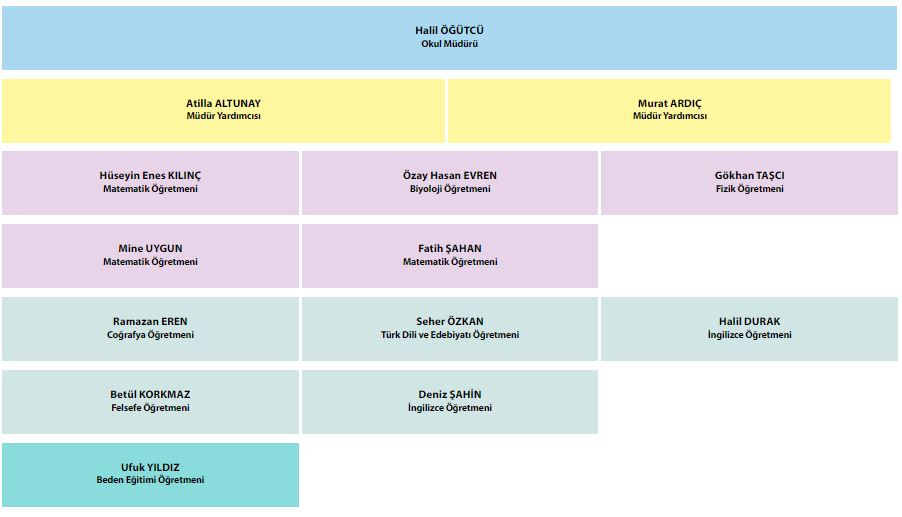 Halil ÖĞÜTCÜ
Okul Müdürü
Atilla ALTUNAY
Müdür Yardımcısı
Murat ARDIÇ
Müdür Yardımcısı
Hüseyin Enes KILINÇ
Matematik Öğretmeni
Özay Hasan EVREN
Biyoloji Öğretmeni
Gökhan TAŞCI
Fizik Öğretmeni
Mine UYGUN
Matematik Öğretmeni
Fatih ŞAHAN
Matematik Öğretmeni
Ramazan EREN
Coğrafya Öğretmeni
Seher ÖZKAN
Türk Dili ve Edebiyatı Öğretmeni
Halil DURAK
İngilizce Öğretmeni
Betül KORKMAZ
Felsefe Öğretmeni
Deniz ŞAHİN
İngilizce Öğretmeni
Ufuk YILDIZ
Beden Eğitimi Öğretmeni